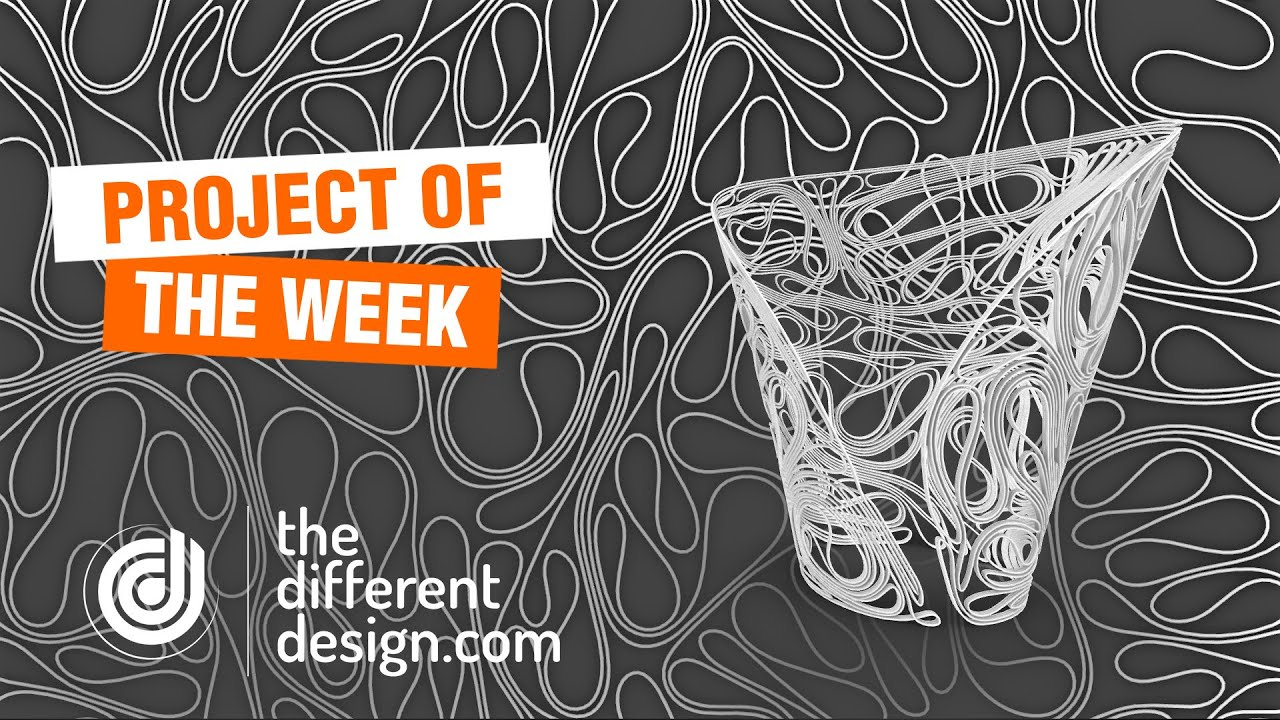 PROJECT OF
THE WEEK
the
different
design.com